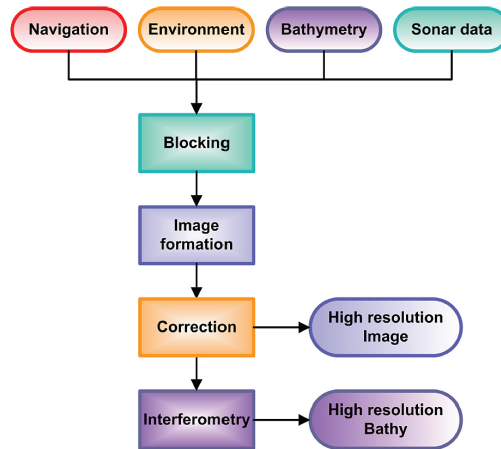 Navigation
Environment
Bathymetry
Sonar data
Blocking
Image
formation
Correction
High resolution
Image
Interferometry
High resolution
Bathy